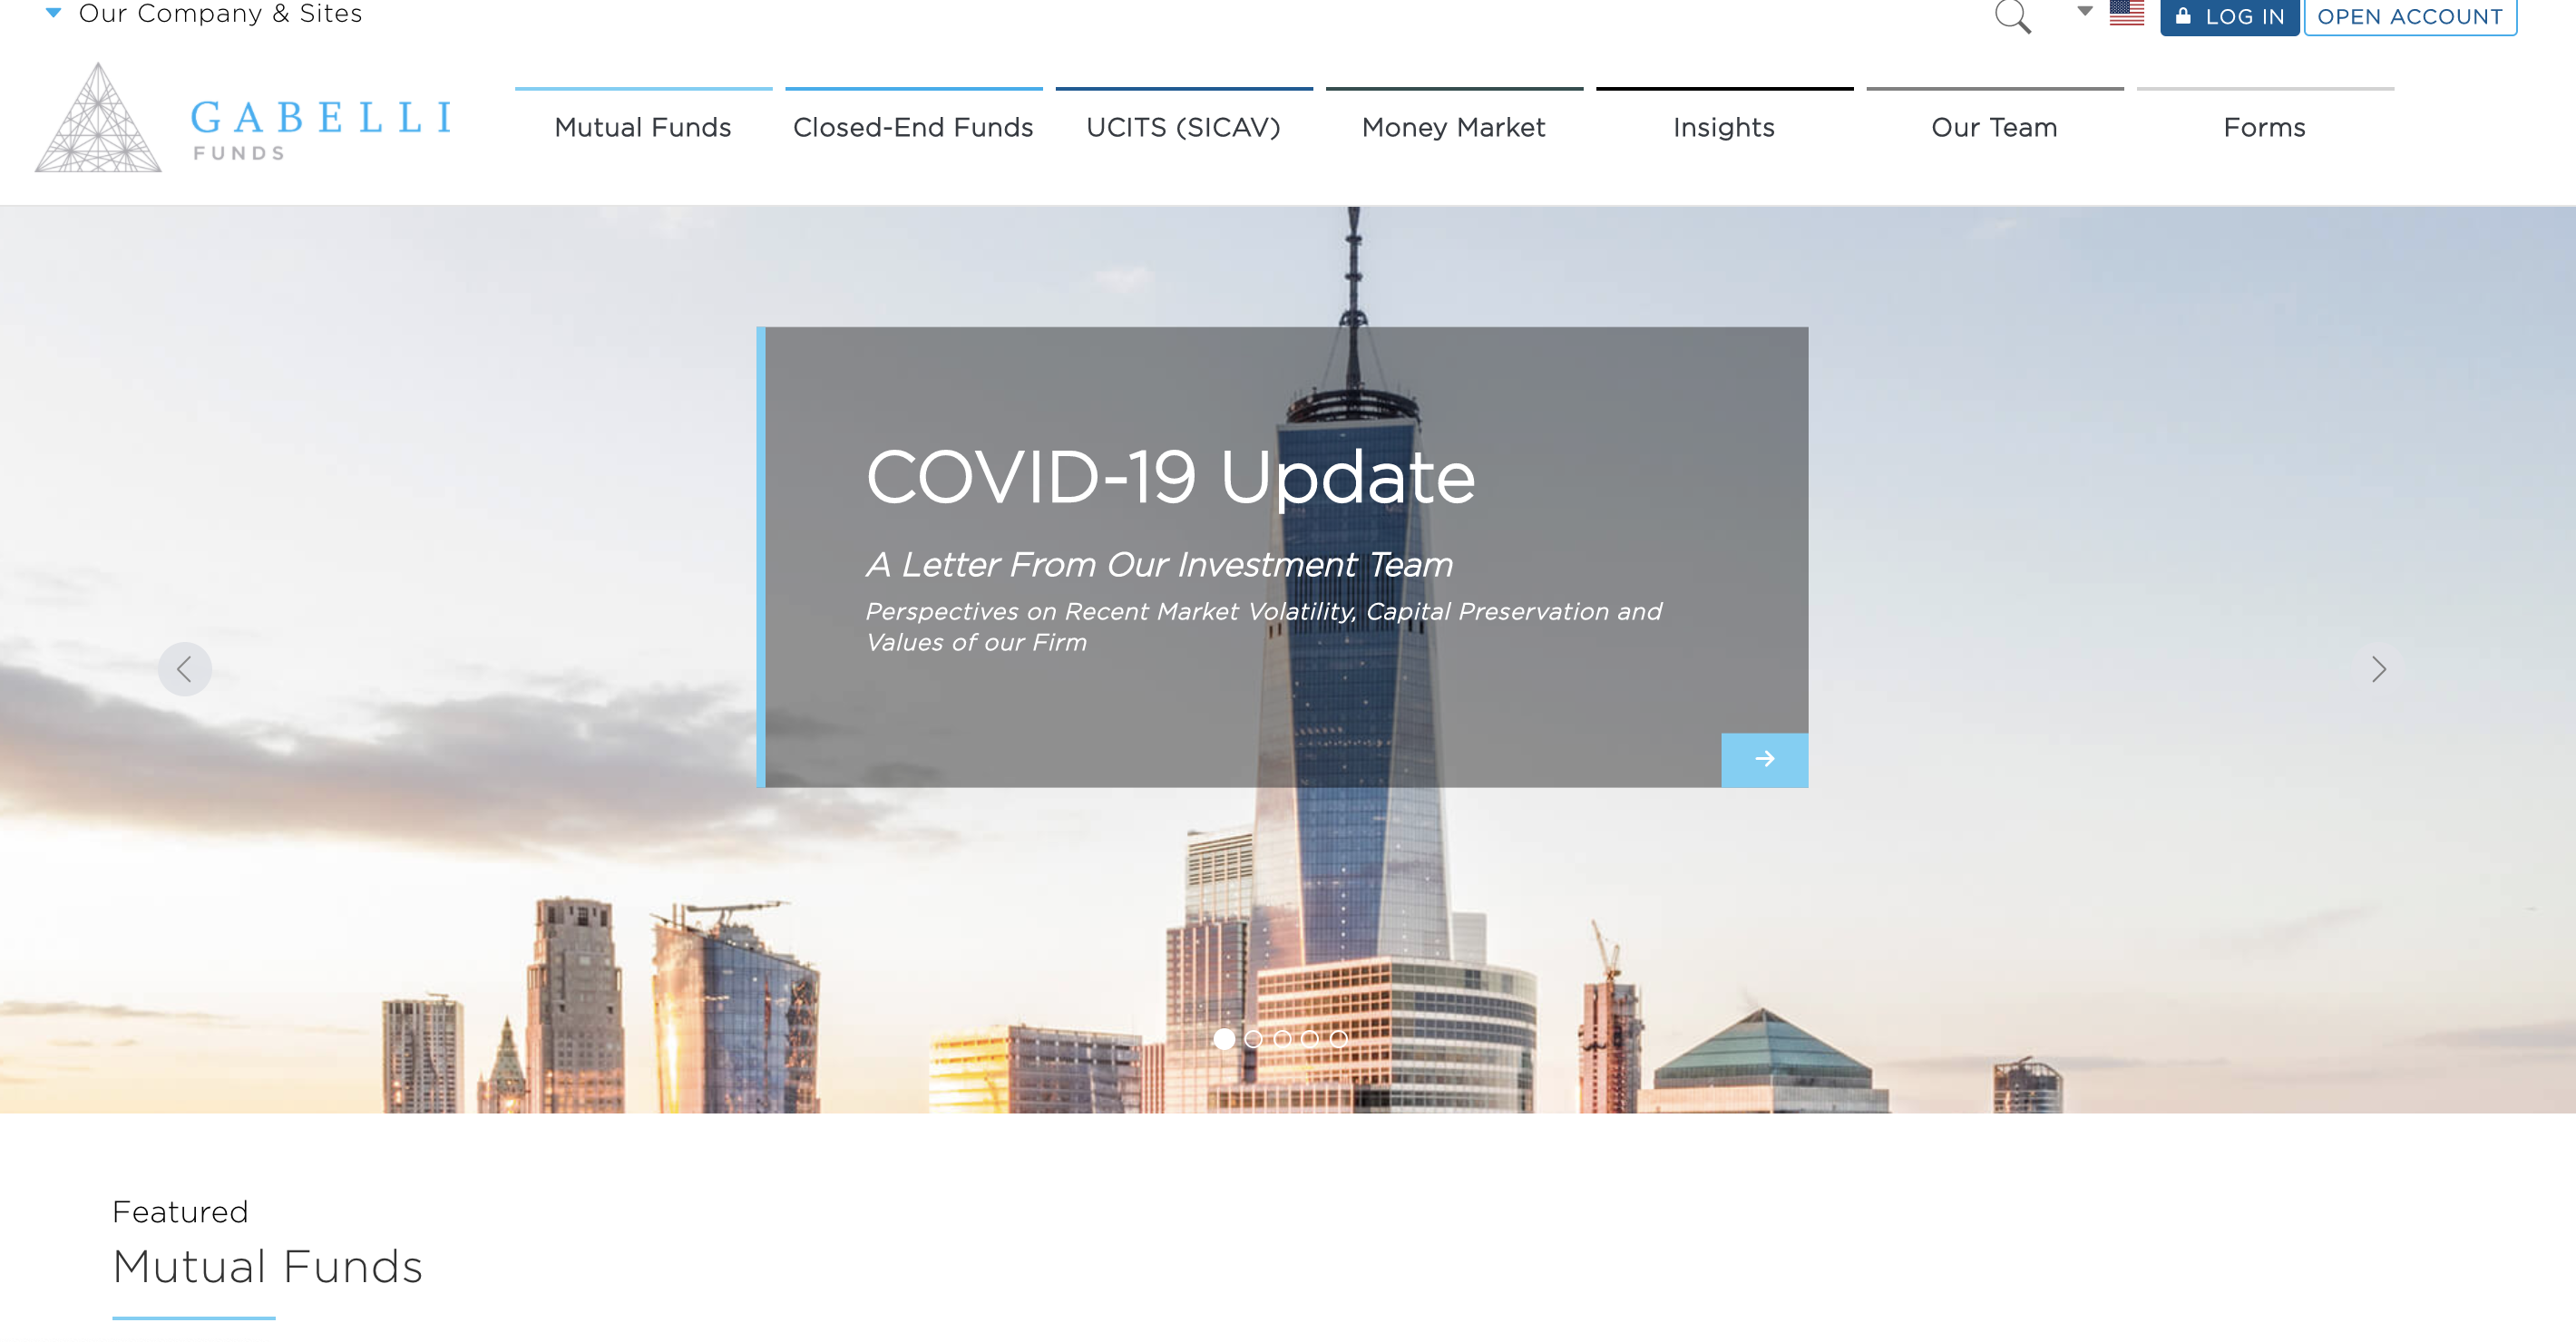 Our Company & Sites
LOG IN
OPEN ACCOUNT
GABELLI
FUNDS
Mutual Funds
Closed-End Funds
UCITS (SICAV)
Money Market
Insights
Our Team
Forms
COVID-19 Update
A Letter From Our Investment Team
Perspectives on Recent Market Volatility, Capital Preservation and
Values of our Firm
Featured
Mutual Funds